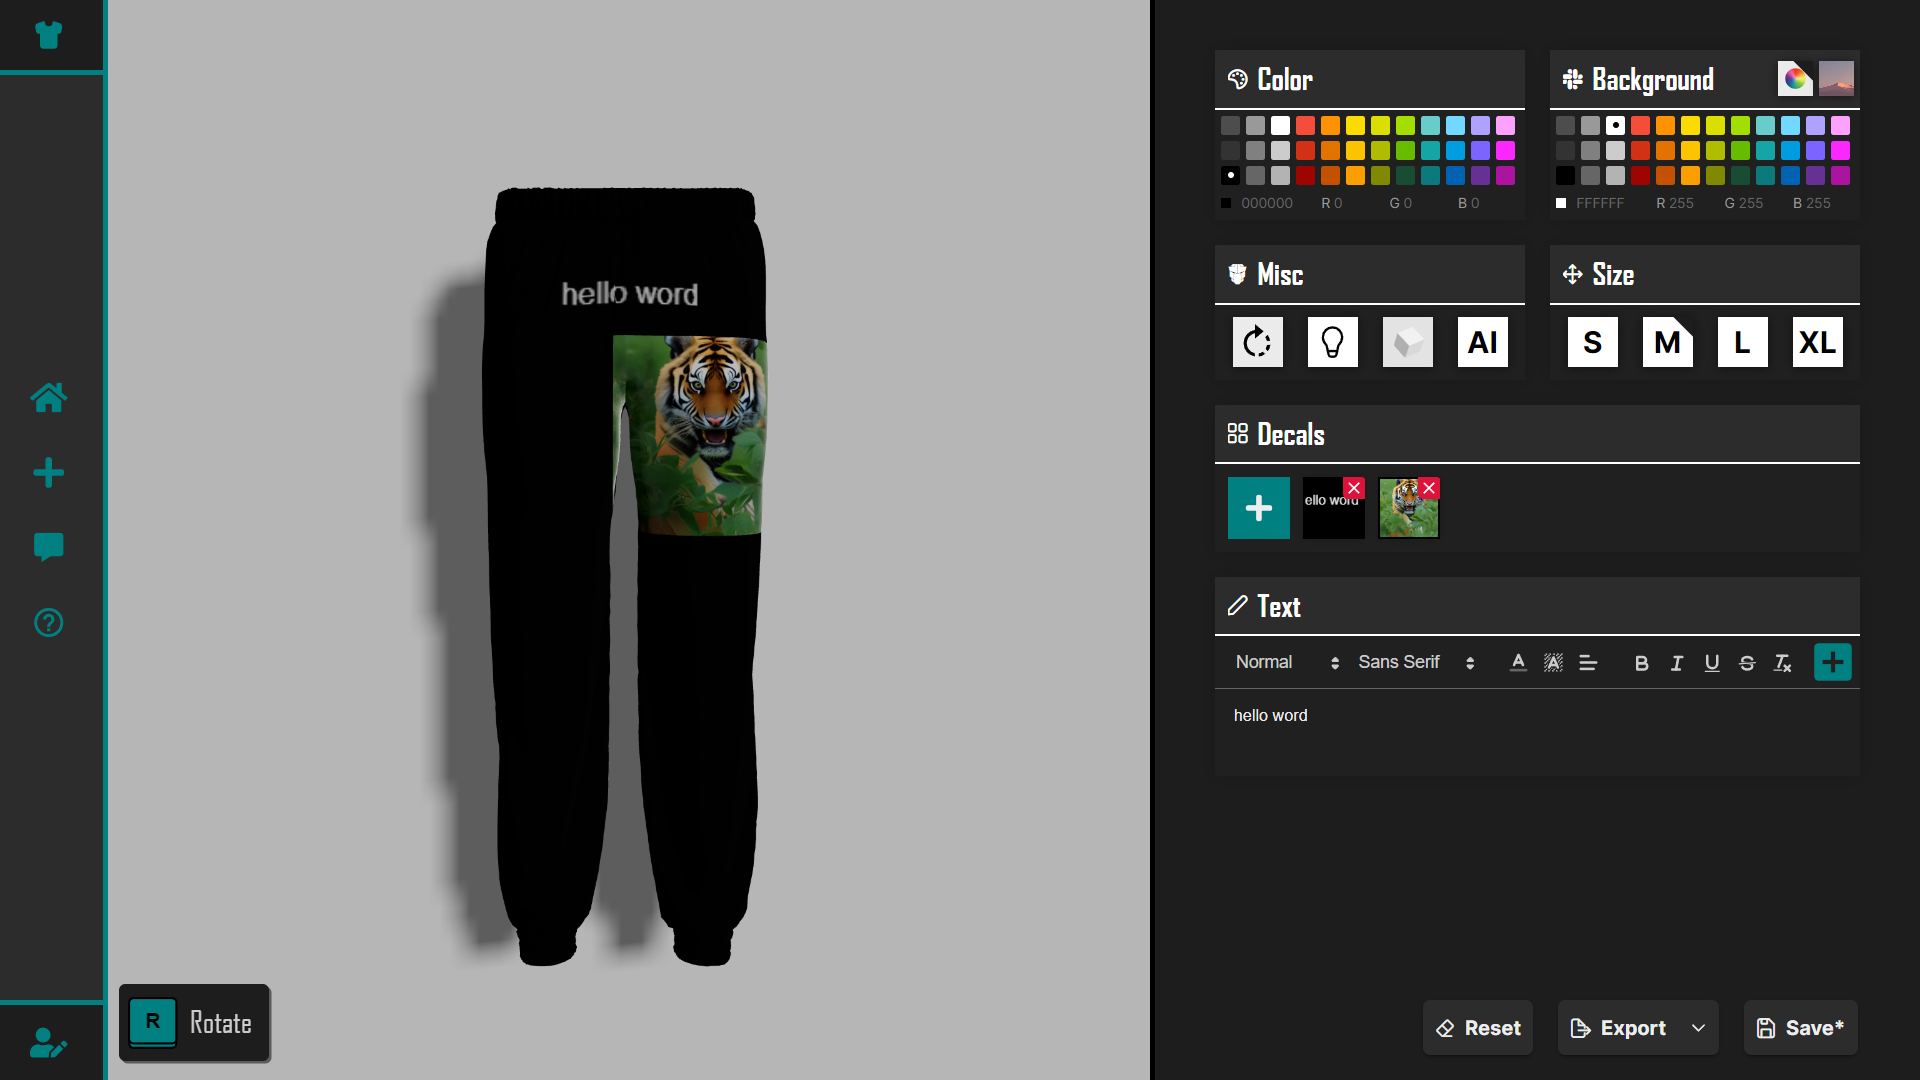 Color
Background
000000 R 0 G 0 B 0
FFFFFF R 255 G 255 B 255
hello word
Misc
Size
AI
S M L XL
Decals
ello word
Text
Normal Sans Serif
hello word
R Rotate
Reset Export Save*